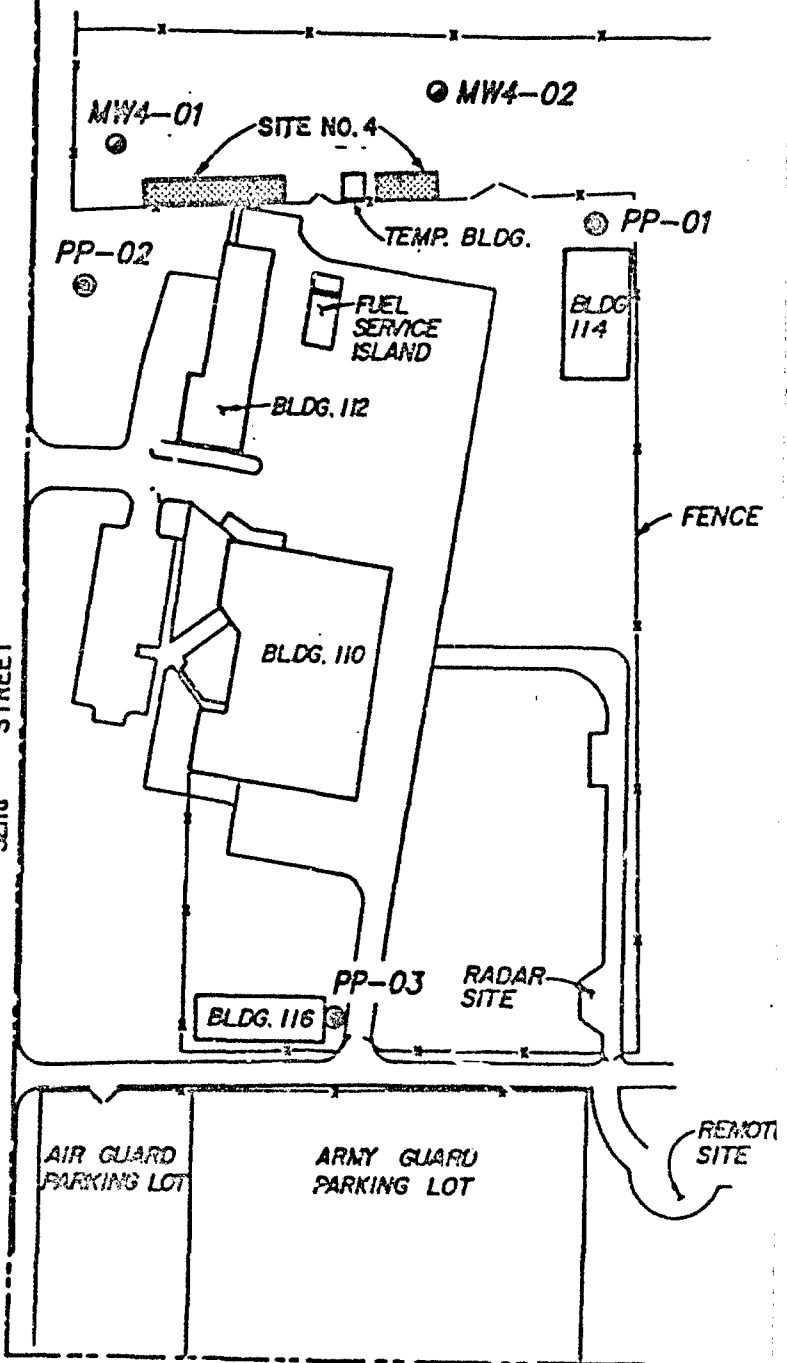 MW4-01
MW4-02
SITE NO. 4
TEMP. BLDG.
PP-01
PP-02
FUEL
SERVICE
ISLAND
BLDG
114
BLDG. 112
FENCE
BLDG. 110
STREET
PP-03
RADAR
SITE
BLDG. 116
AIR GUARD
PARKING LOT
ARMY GUARD
PARKING LOT
SITE